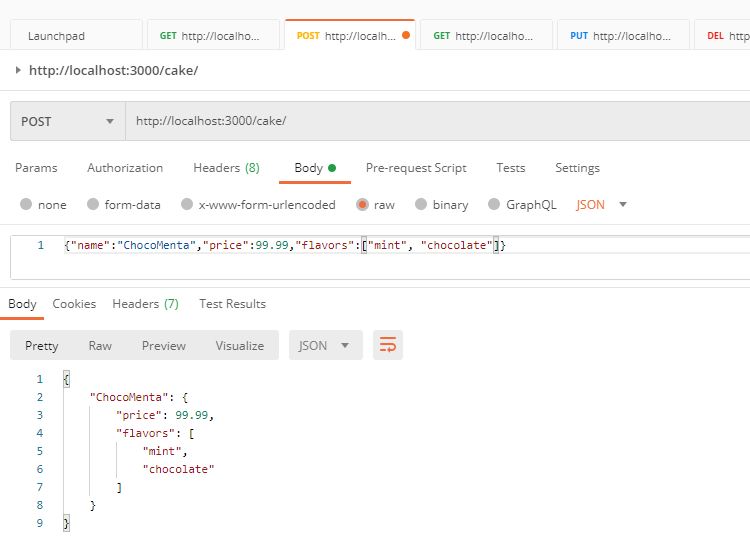 Launchpad GET http://localho... POST http://localh... GET http://localho... PUT http://localho... DEL http
http://localhost:3000/cake/
POST http://localhost:3000/cake/
Params Authorization Headers (8) Body Pre-request Script Tests Settings
none form-data x-www-form-urlencoded raw binary GraphQL JSON
1 {"name":"ChocoMenta","price":99.99,"flavors":["mint", "chocolate"]}
Body Cookies Headers (7) Test Results
Pretty Raw Preview Visualize JSON
1 {
2 "ChocoMenta": {
3 "price": 99.99,
4 "flavors": [
5 "mint",
6 "chocolate"
7 ]
8 }
9 }